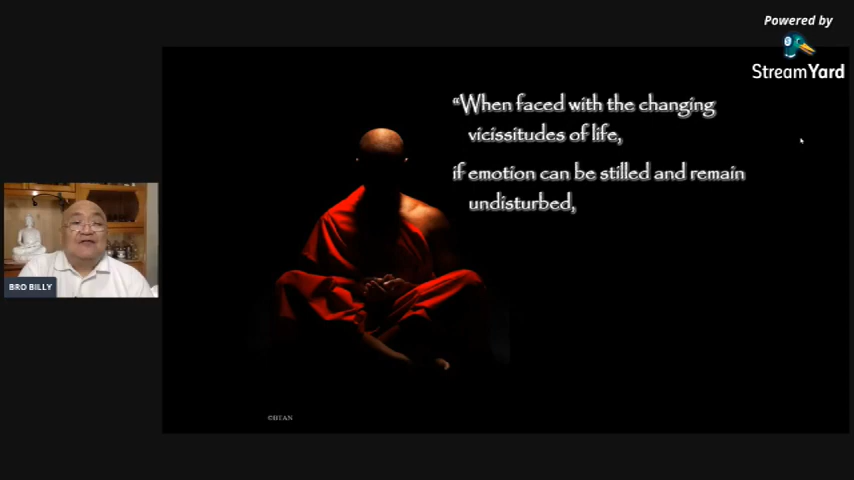 Powered by
StreamYard
“When faced with the changing
vicissitudes of life,
if emotion can be stilled and remain
undisturbed,
BRO BILLY
©DEAN